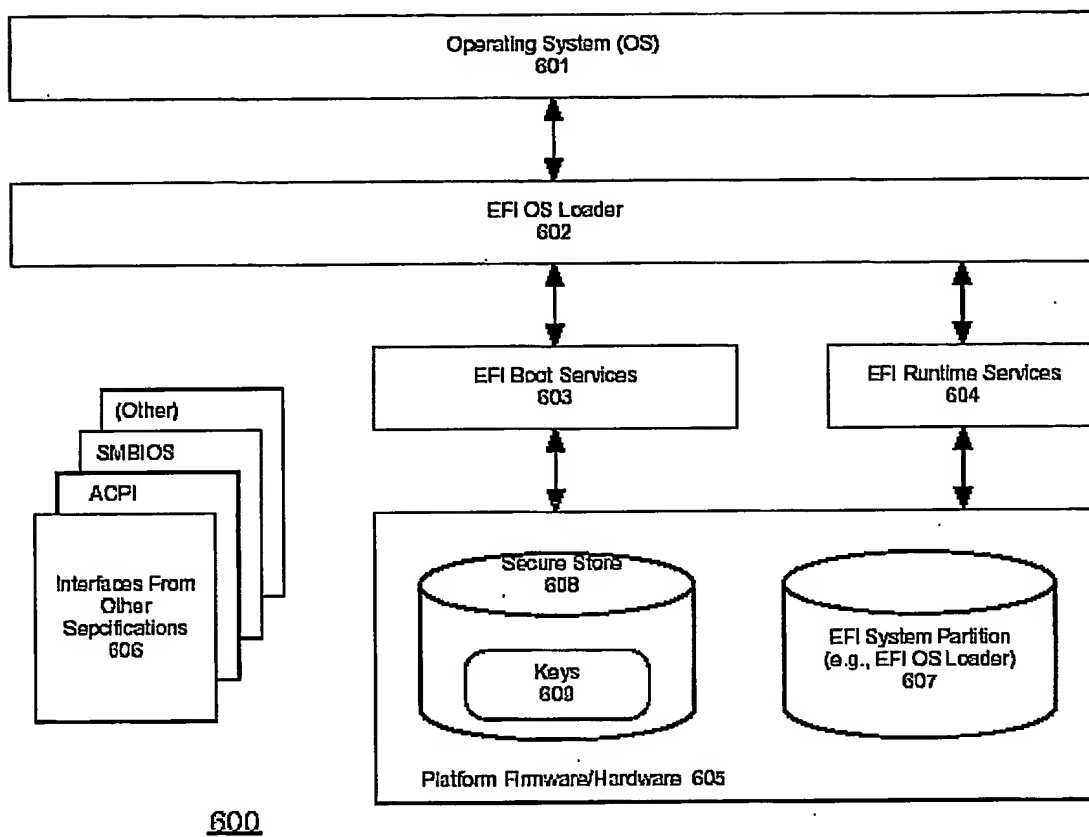 Operating System (OS)
601
EFI OS Loader
602
EFI Boot Services
603
EFI Runtime Services
604
(Other)
SMBIOS
ACPI
Interfaces From
Other
Sepcifications
606
Secure Store
608
Keys
609
EFI System Partition
(e.g., EFI OS Loader)
607
Platform Firmware/Hardware 605
600